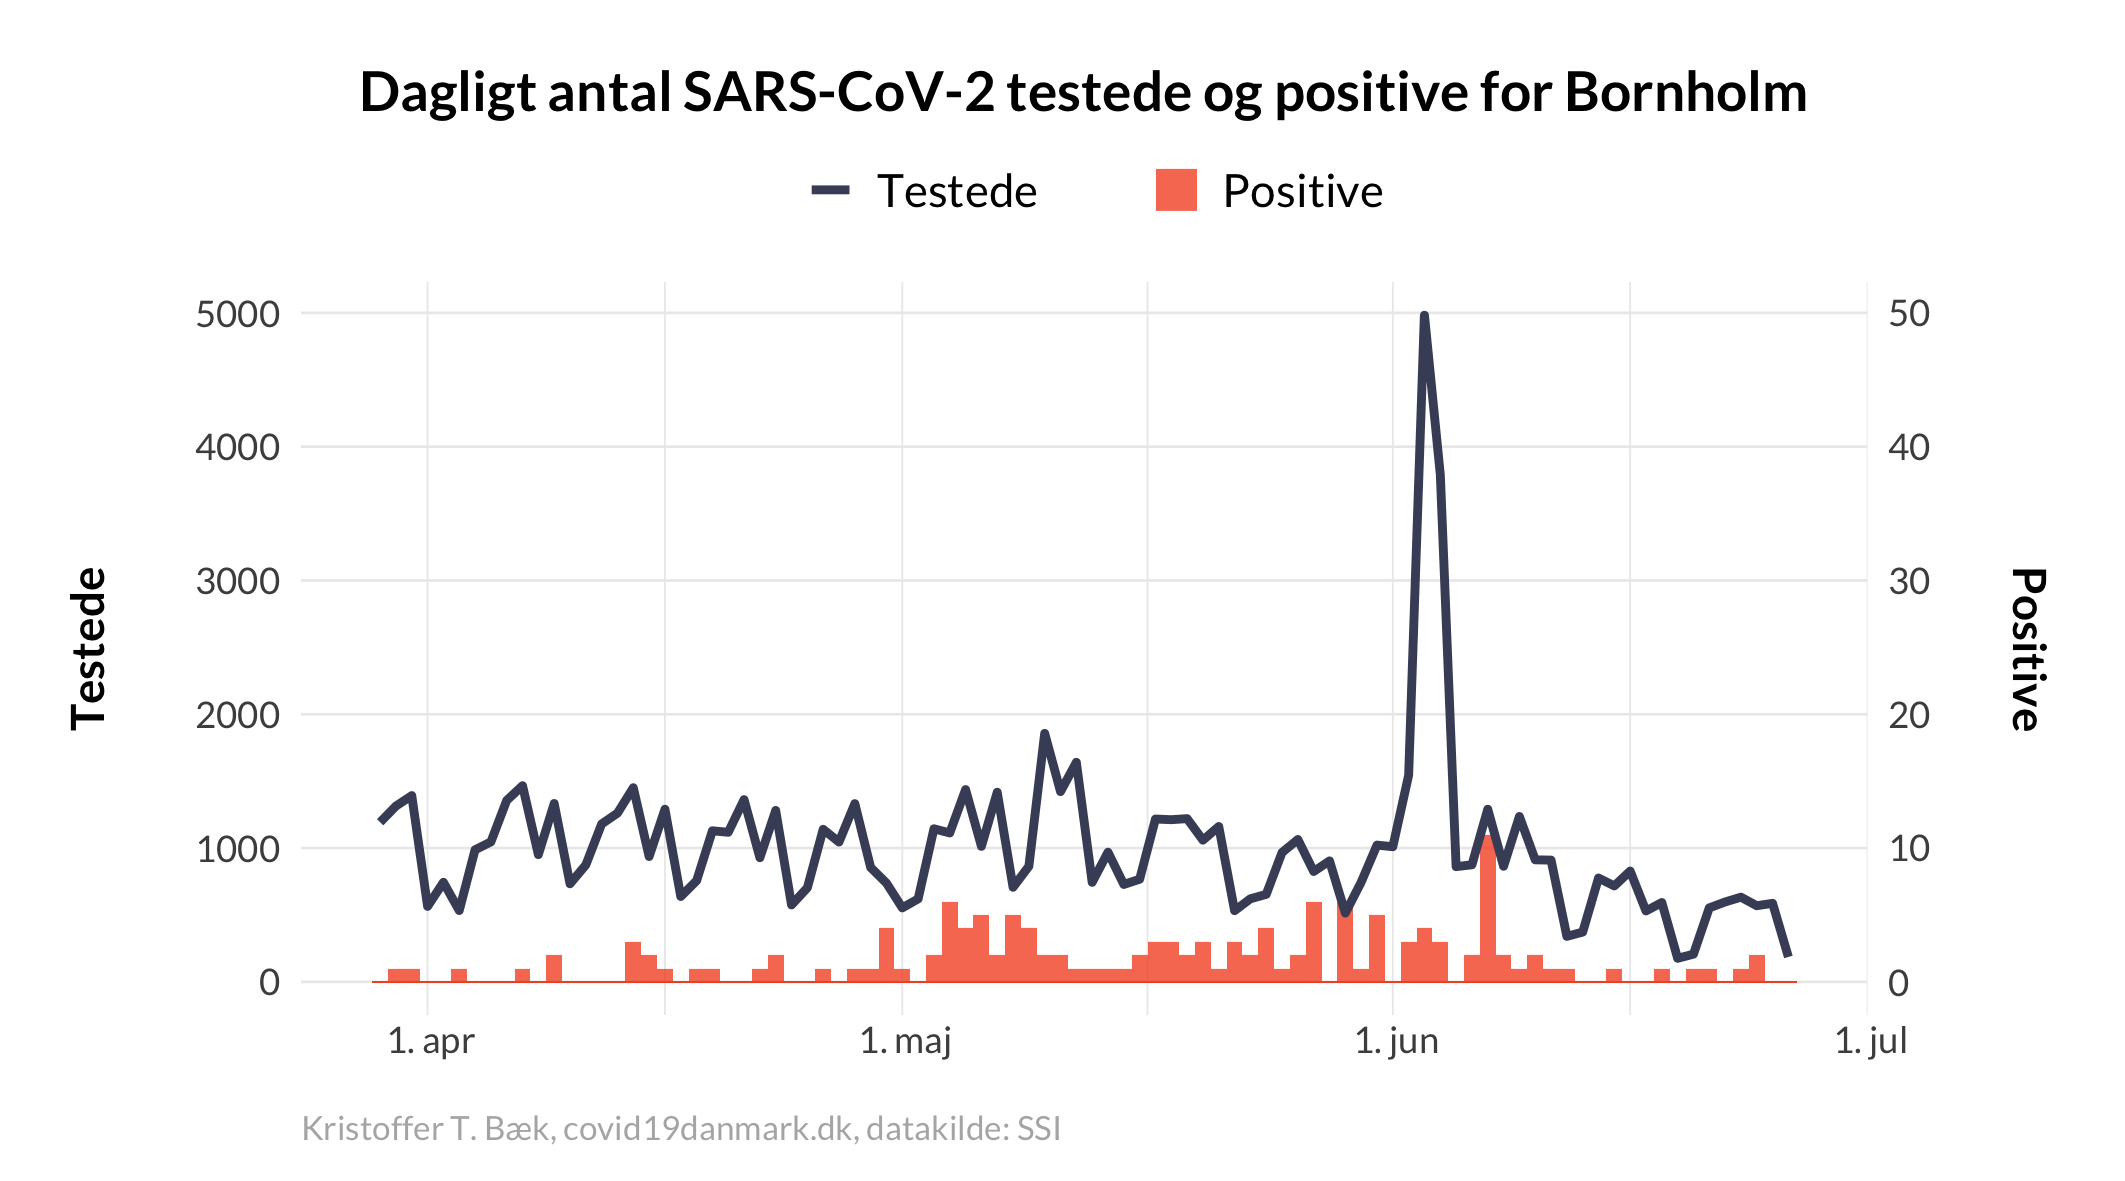 Dagligt antal SARS-CoV-2 testede og positive for Bornholm
Testede
Positive
5000
4000
3000
2000
1000
0
Testede
50
40
30
20
10
0
Positive
1. apr
1. maj
1. jun
1. jul
Kristoffer T. Bæk, covid19danmark.dk, datakilde: SSI